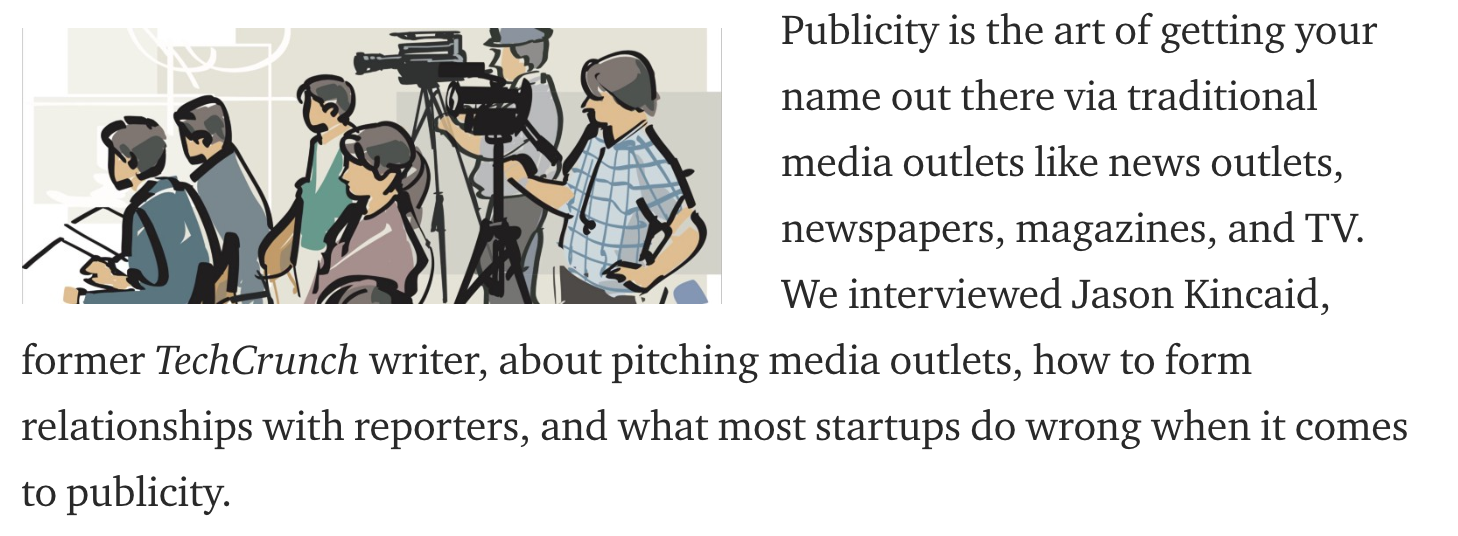 Publicity is the art of getting your
name out there via traditional
media outlets like news outlets,
newspapers, magazines, and TV.
We interviewed Jason Kincaid,
former TechCrunch writer, about pitching media outlets, how to form
relationships with reporters, and what most startups do wrong when it comes
to publicity.